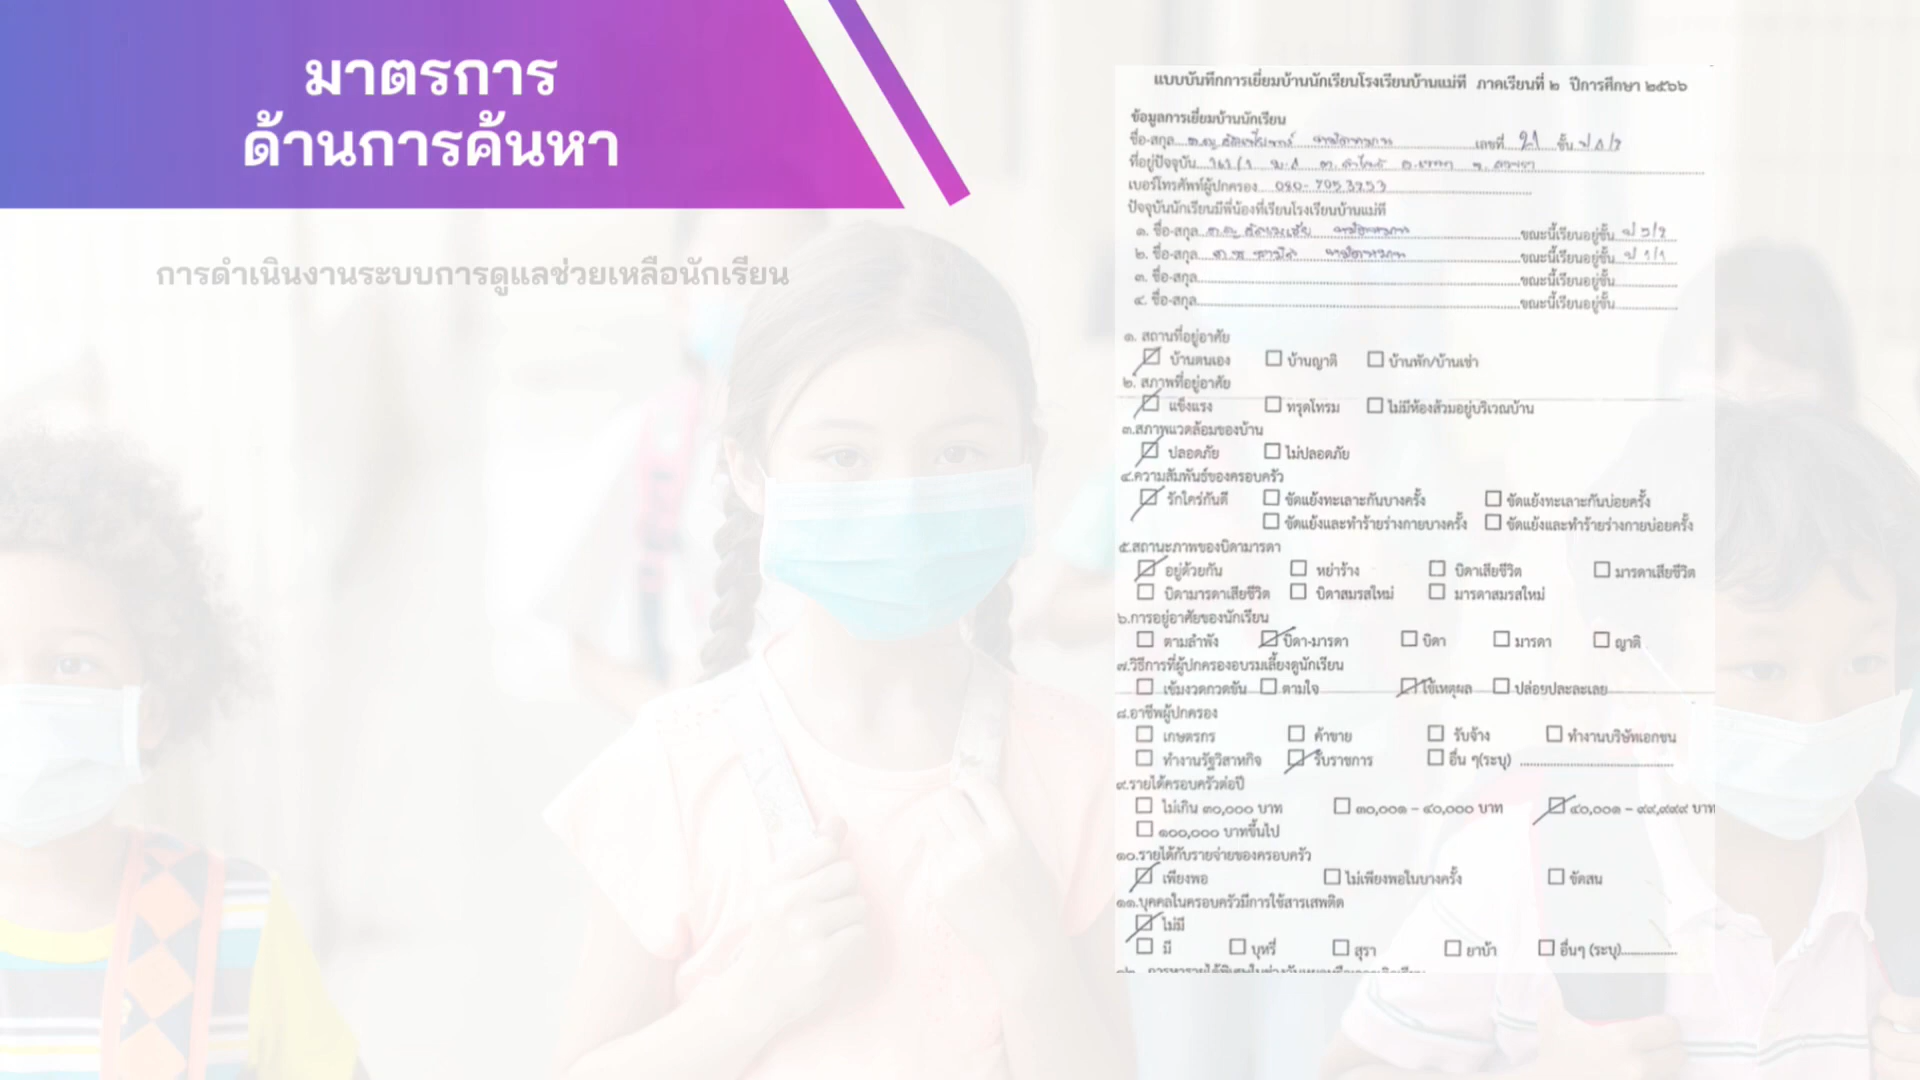 มาตรการ
ด้านการค้นหา
การดำเนินงานระบบการดูแลช่วยเหลือนักเรียน
แบบบันทึกการเยี่ยมบ้านนักเรียนโรงเรียนบ้านแม่ที ภาคเรียนที่ ๒ ปีการศึกษา ๒๕๖๖
ข้อมูลการเยี่ยมบ้านนักเรียน
ชื่อ-สกุล เลขที่ 21 ชั้น
ที่อยู่ปัจจุบัน
เบอร์โทรศัพท์ผู้ปกครอง 080-7953253
ปัจจุบันนักเรียนมีพี่น้องที่เรียนโรงเรียนบ้านแม่ที
๑. ชื่อ-สกุล ขณะนี้เรียนอยู่ชั้น
๒. ชื่อ-สกุล ขณะนี้เรียนอยู่ชั้น
๓. ชื่อ-สกุล ขณะนี้เรียนอยู่ชั้น
๔. ชื่อ-สกุล ขณะนี้เรียนอยู่ชั้น
๑. สถานที่อยู่อาศัย
บ้านตนเอง บ้านญาติ บ้านพัก/บ้านเช่า
๒. สภาพที่อยู่อาศัย
แข็งแรง ทรุดโทรม ไม่มีห้องส้วมอยู่บริเวณบ้าน
๓.สภาพแวดล้อมของบ้าน
ปลอดภัย ไม่ปลอดภัย
๔.ความสัมพันธ์ของครอบครัว
รักใคร่กันดี ขัดแย้งทะเลาะกันบางครั้ง ขัดแย้งทะเลาะกันบ่อยครั้ง
ขัดแย้งและทำร้ายร่างกายบางครั้ง ขัดแย้งและทำร้ายร่างกายบ่อยครั้ง
๕.สถานะภาพของบิดามารดา
อยู่ด้วยกัน หย่าร้าง บิดาเสียชีวิต มารดาเสียชีวิต
บิดามารดาเสียชีวิต บิดาสมรสใหม่ มารดาสมรสใหม่
๖.การอยู่อาศัยของนักเรียน
ตามลำพัง บิดา-มารดา บิดา มารดา ญาติ
๗.วิธีการที่ผู้ปกครองอบรมเลี้ยงดูนักเรียน
เข้มงวดกวดขัน ตามใจ ใช้เหตุผล ปล่อยปละละเลย
๘.อาชีพผู้ปกครอง
เกษตรกร ค้าขาย รับจ้าง ทำงานบริษัทเอกชน
ทำงานรัฐวิสาหกิจ รับราชการ อื่น ๆ(ระบุ)
๙.รายได้ครอบครัวต่อปี
ไม่เกิน ๓๐,๐๐๐ บาท ๓๐,๐๐๑ – ๔๐,๐๐๐ บาท ๔๐,๐๐๑ – ๙๙,๙๙๙ บาท
๑๐๐,๐๐๐ บาทขึ้นไป
๑๐.รายได้กับรายจ่ายของครอบครัว
เพียงพอ ไม่เพียงพอในบางครั้ง ขัดสน
๑๑.บุคคลในครอบครัวมีการใช้สารเสพติด
ไม่มี
มี บุหรี่ สุรา ยาบ้า อื่นๆ (ระบุ)